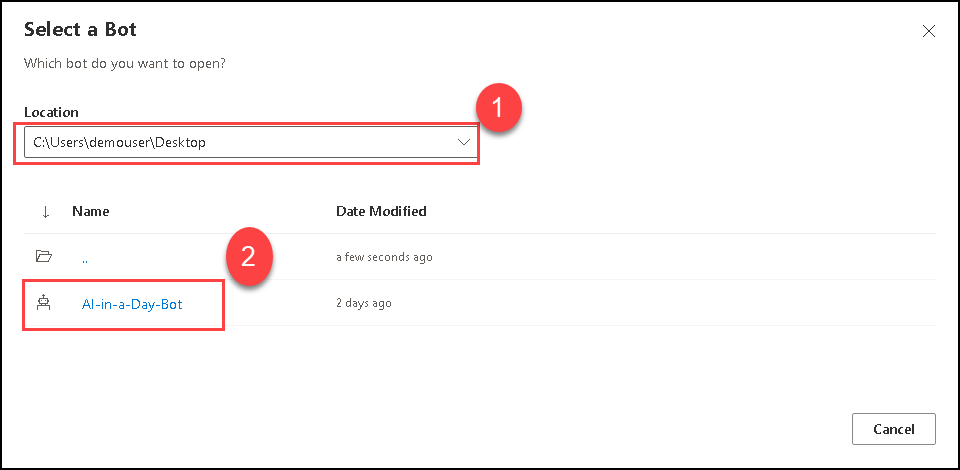 Select a Bot
Which bot do you want to open?
Location
1
C:\Users\demouser\Desktop
Name Date Modified
.. a few seconds ago
2
AI-in-a-Day-Bot 2 days ago
Cancel